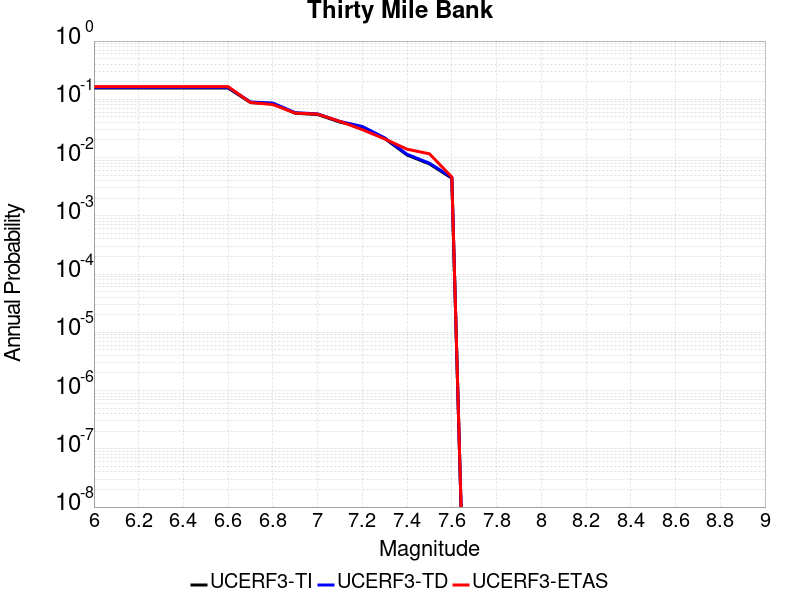 Thirty Mile Bank
10^0
10^-1
10^-2
10^-3
10^-4
10^-5
10^-6
10^-7
10^-8
Annual Probability
6 6.2 6.4 6.6 6.8 7 7.2 7.4 7.6 7.8 8 8.2 8.4 8.6 8.8 9
Magnitude
UCERF3-TI UCERF3-TD UCERF3-ETAS